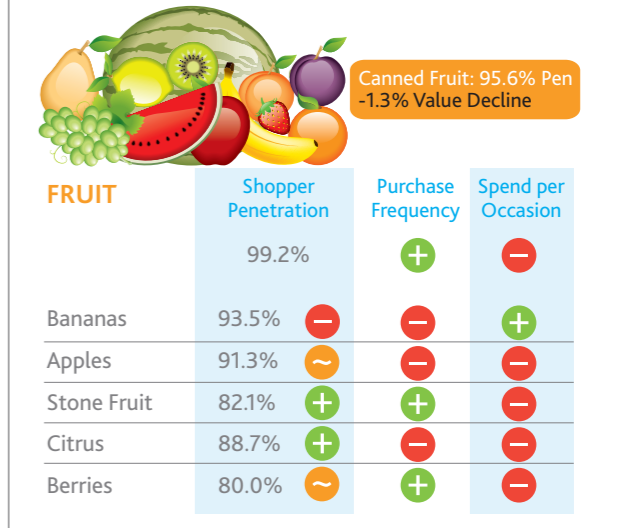 Canned Fruit: 95.6% Pen
-1.3% Value Decline
FRUIT
Shopper Penetration
Purchase Frequency
Spend per Occasion
99.2% + −
Bananas 93.5% − − +
Apples 91.3% ~ − −
Stone Fruit 82.1% + + −
Citrus 88.7% + − −
Berries 80.0% ~ + −